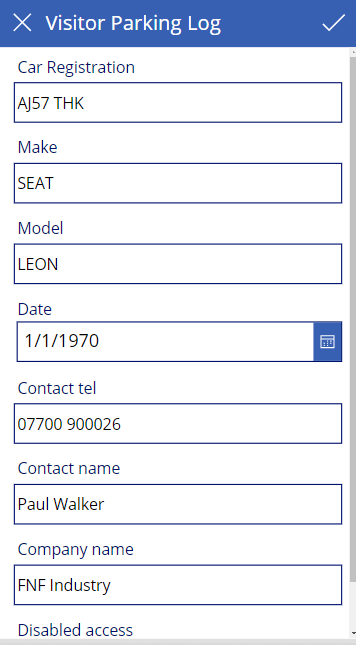 Visitor Parking Log
Car Registration
AJ57 THK
Make
SEAT
Model
LEON
Date
1/1/1970
Contact tel
07700 900026
Contact name
Paul Walker
Company name
FNF Industry
Disabled access